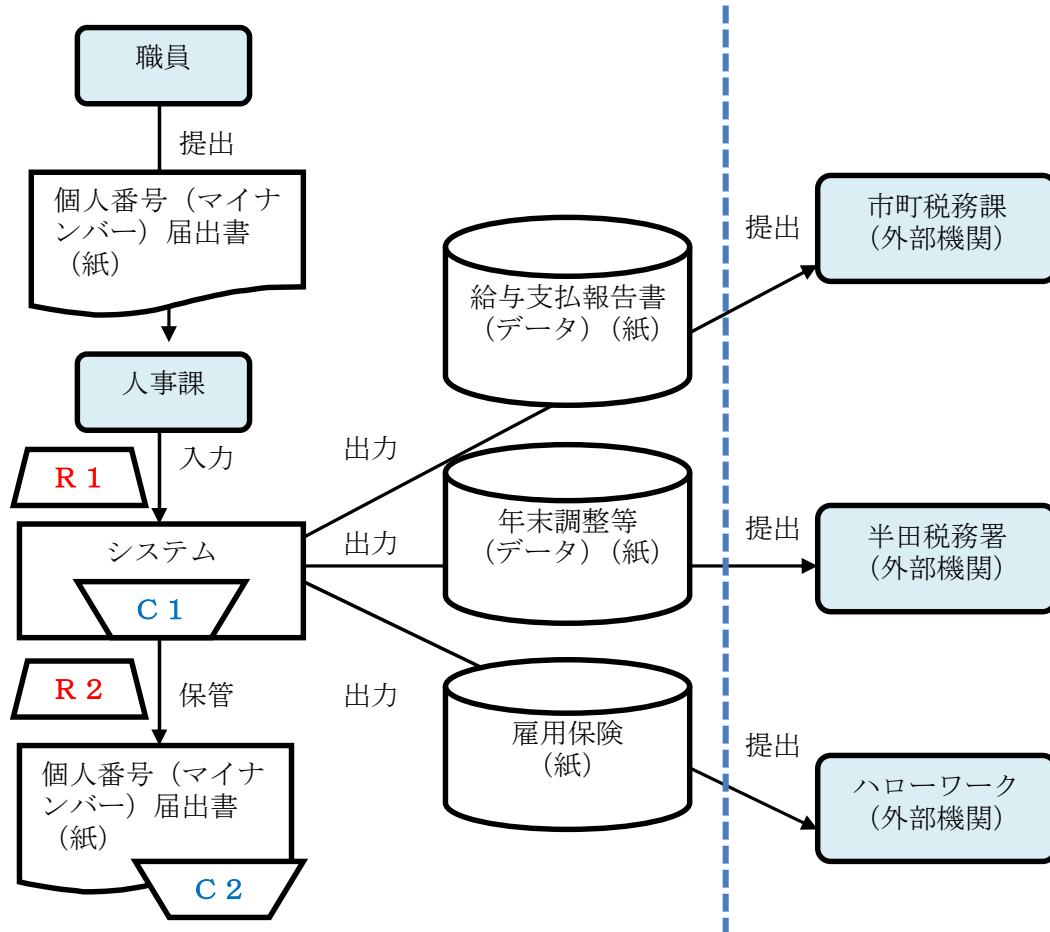 職員
提出
個人番号（マイナ
ンバー）届出書
（紙）
人事課
入力
Ｒ１
システム
Ｃ１
Ｒ２
保管
個人番号（マイナ
ンバー）届出書
（紙）
Ｃ２
出力
給与支払報告書
（データ）（紙）
提出
市町税務課
（外部機関）
出力
年末調整等
（データ）（紙）
提出
半田税務署
（外部機関）
出力
雇用保険
（紙）
提出
ハローワーク
（外部機関）